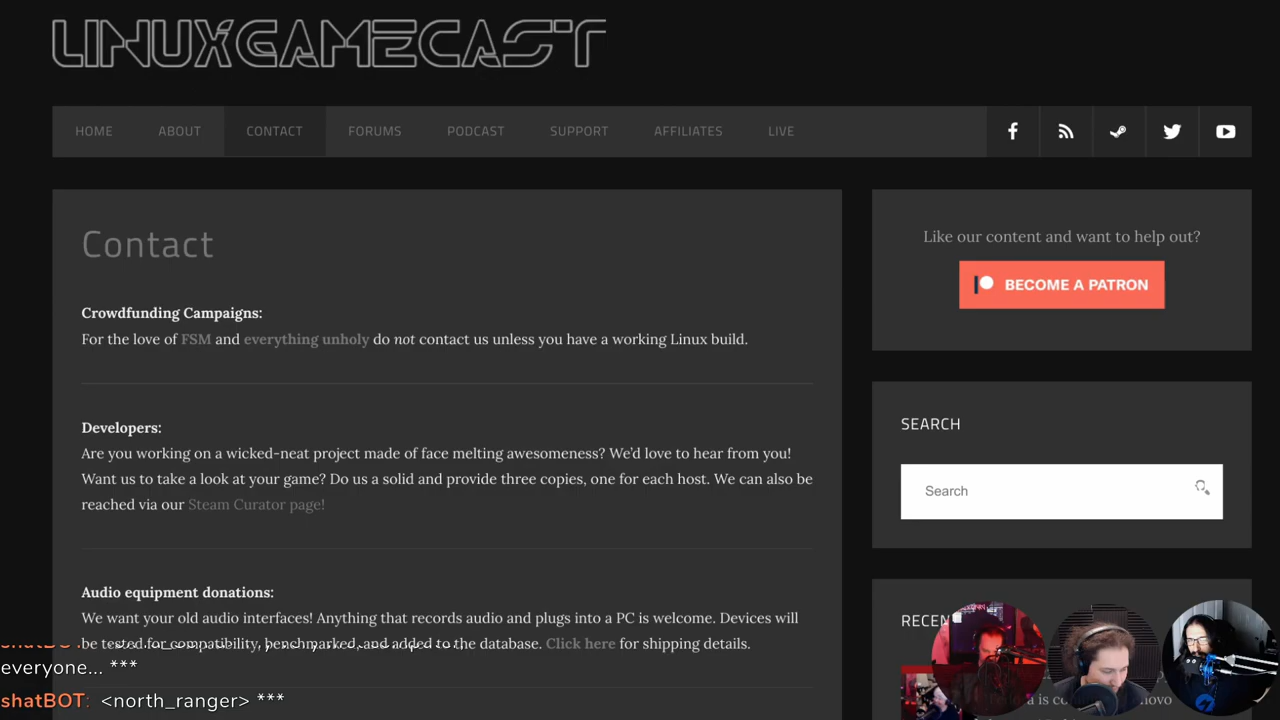 LINUXGAMECAST
HOME ABOUT CONTACT FORUMS PODCAST SUPPORT AFFILIATES LIVE
Contact
Crowdfunding Campaigns:
For the love of FSM and everything unholy do not contact us unless you have a working Linux build.
Developers:
Are you working on a wicked-neat project made of face melting awesomeness? We’d love to hear from you!
Want us to take a look at your game? Do us a solid and provide three copies, one for each host. We can also be
reached via our Steam Curator page!
Audio equipment donations:
We want your old audio interfaces! Anything that records audio and plugs into a PC is welcome. Devices will
be tested for compatibility, benchmarked, and added to the database. Click here for shipping details.
Like our content and want to help out?
BECOME A PATRON
SEARCH
Search
everyone... ***
shatBOT: <north_ranger> ***